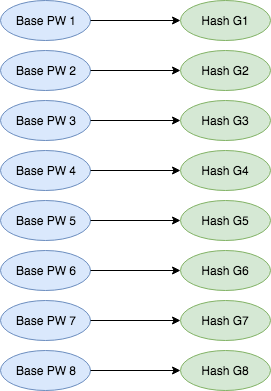 Base PW 1 Hash G1
Base PW 2 Hash G2
Base PW 3 Hash G3
Base PW 4 Hash G4
Base PW 5 Hash G5
Base PW 6 Hash G6
Base PW 7 Hash G7
Base PW 8 Hash G8